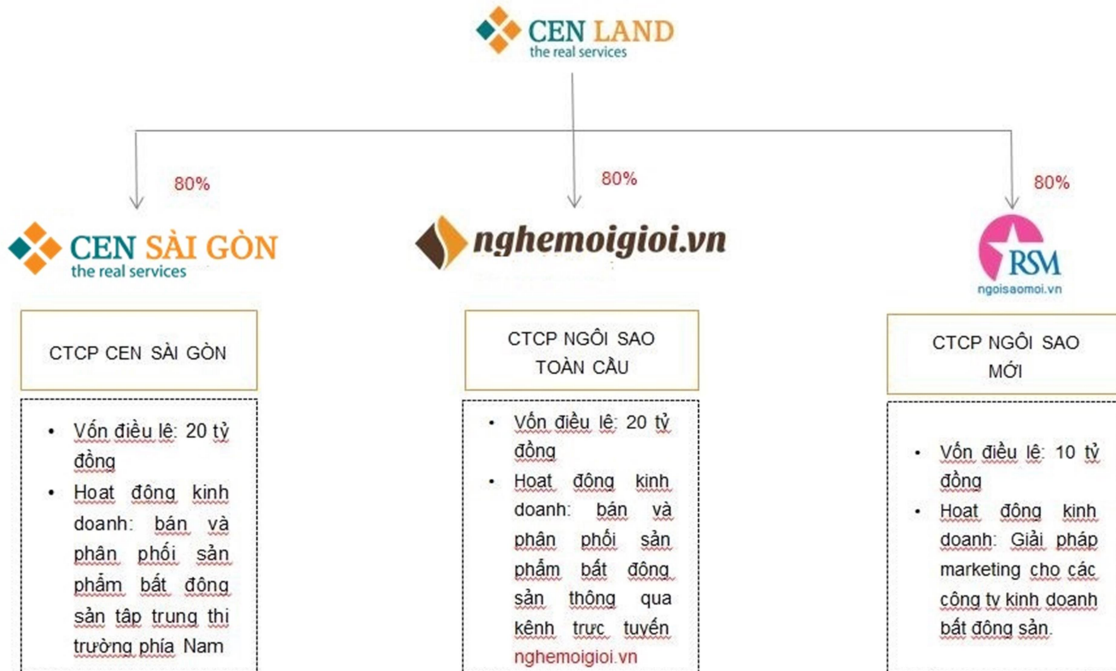 CEN LAND
the real services
80%
80%
80%
CEN SÀI GÒN
the real services
nghemoigioi.vn
RSM
ngoisaomoi.vn
CTCP CEN SÀI GÒN
CTCP NGÔI SAO
TOÀN CẦU
CTCP NGÔI SAO
MỚI
• Vốn điều lệ: 20 tỷ
đồng
• Hoạt động kinh
doanh: bán và
phân phối sản
phẩm bất động
sản tập trung thị
trường phía Nam
• Vốn điều lệ: 20 tỷ
đồng
• Hoạt động kinh
doanh: bán và
phân phối sản
phẩm bất động
sản thông qua
kênh trực tuyến
nghemoigioi.vn
• Vốn điều lệ: 10 tỷ
đồng
• Hoạt động kinh
doanh: Giải pháp
marketing cho các
công ty kinh doanh
bất động sản.